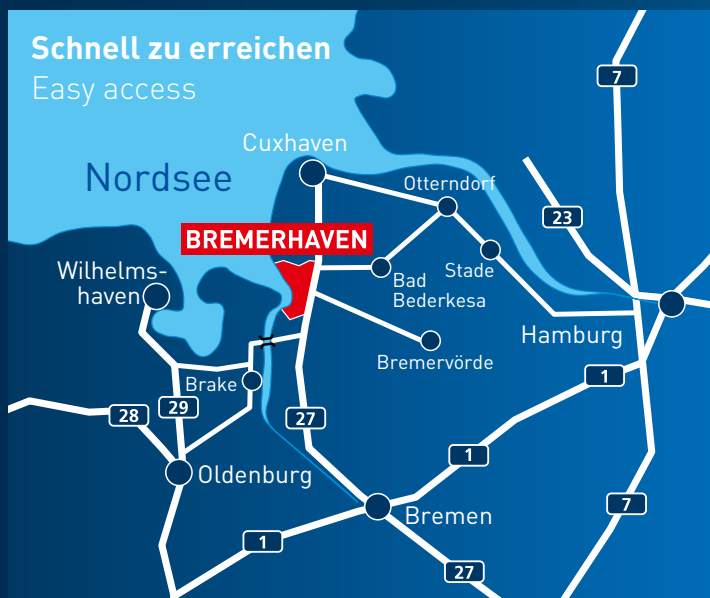 Schnell zu erreichen
Easy access
7
Cuxhaven
Nordsee
Otterndorf
23
BREMERHAVEN
Wilhelms-
haven
Bad
Bederkesa
Stade
Hamburg
Bremervörde
1
Brake
28
29
27
1
Oldenburg
7
Bremen
1
27